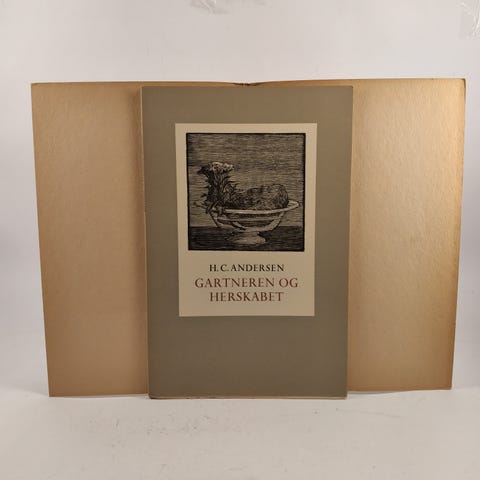 H. C. ANDERSEN
GARTNEREN OG
HERSKABET